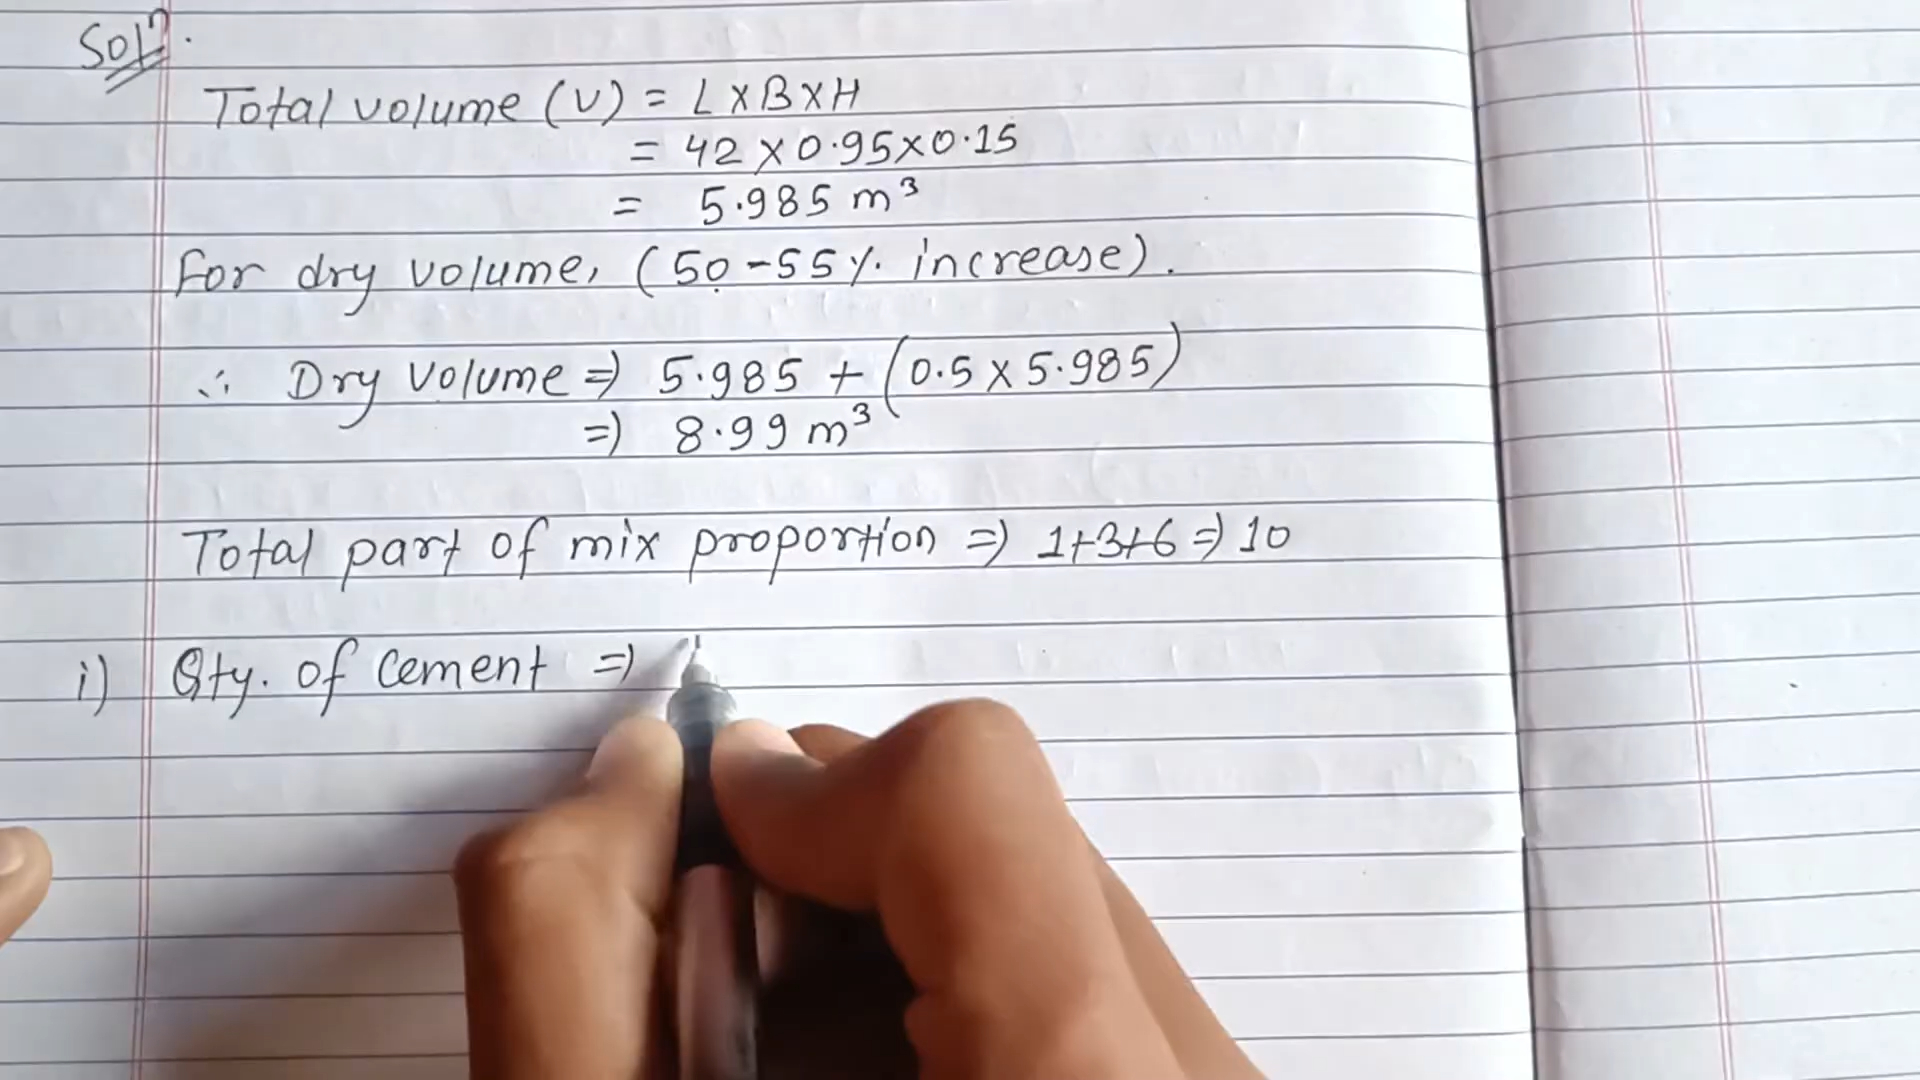 Solⁿ.
Total volume (V) = L×B×H
= 42 × 0.95×0.15
= 5.985 m³
For dry volume, (50-55% increase).
∴ Dry Volume ⇒ 5.985 + (0.5 × 5.985)
⇒ 8.99 m³
Total part of mix proportion ⇒ 1+3+6 ⇒ 10
i) Qty. of cement ⇒